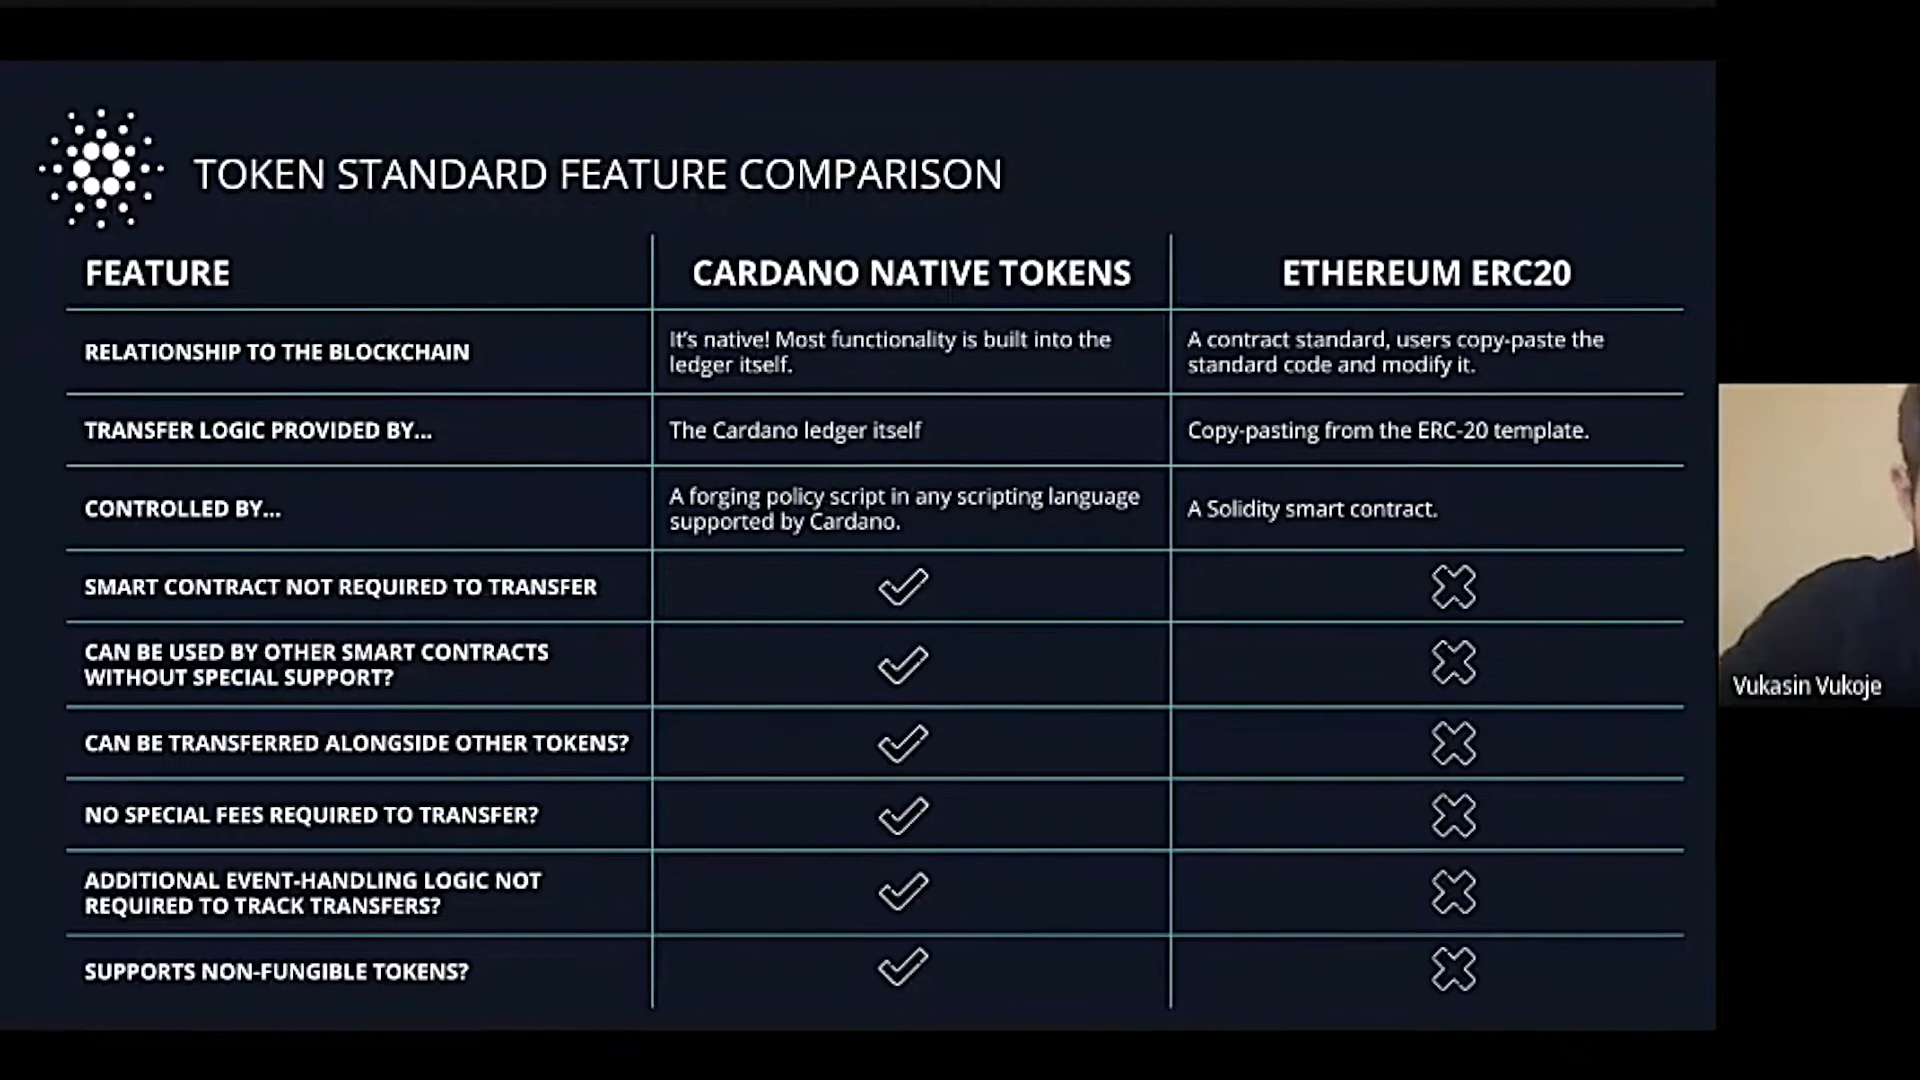 TOKEN STANDARD FEATURE COMPARISON
FEATURE
CARDANO NATIVE TOKENS
ETHEREUM ERC20
RELATIONSHIP TO THE BLOCKCHAIN
It's native! Most functionality is built into the
ledger itself.
A contract standard, users copy-paste the
standard code and modify it.
TRANSFER LOGIC PROVIDED BY...
The Cardano ledger itself
Copy-pasting from the ERC-20 template.
CONTROLLED BY...
A forging policy script in any scripting language
supported by Cardano.
A Solidity smart contract.
SMART CONTRACT NOT REQUIRED TO TRANSFER
CAN BE USED BY OTHER SMART CONTRACTS
WITHOUT SPECIAL SUPPORT?
CAN BE TRANSFERRED ALONGSIDE OTHER TOKENS?
NO SPECIAL FEES REQUIRED TO TRANSFER?
ADDITIONAL EVENT-HANDLING LOGIC NOT
REQUIRED TO TRACK TRANSFERS?
SUPPORTS NON-FUNGIBLE TOKENS?
Vukasin Vukoje